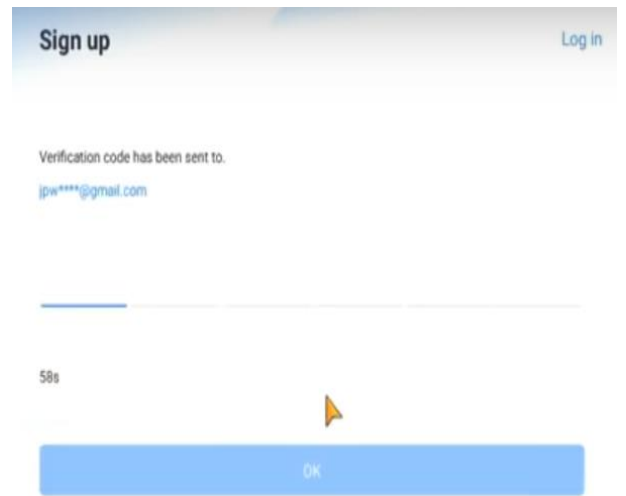 Sign up
Log in
Verification code has been sent to.
jpw****@gmail.com
58s
OK